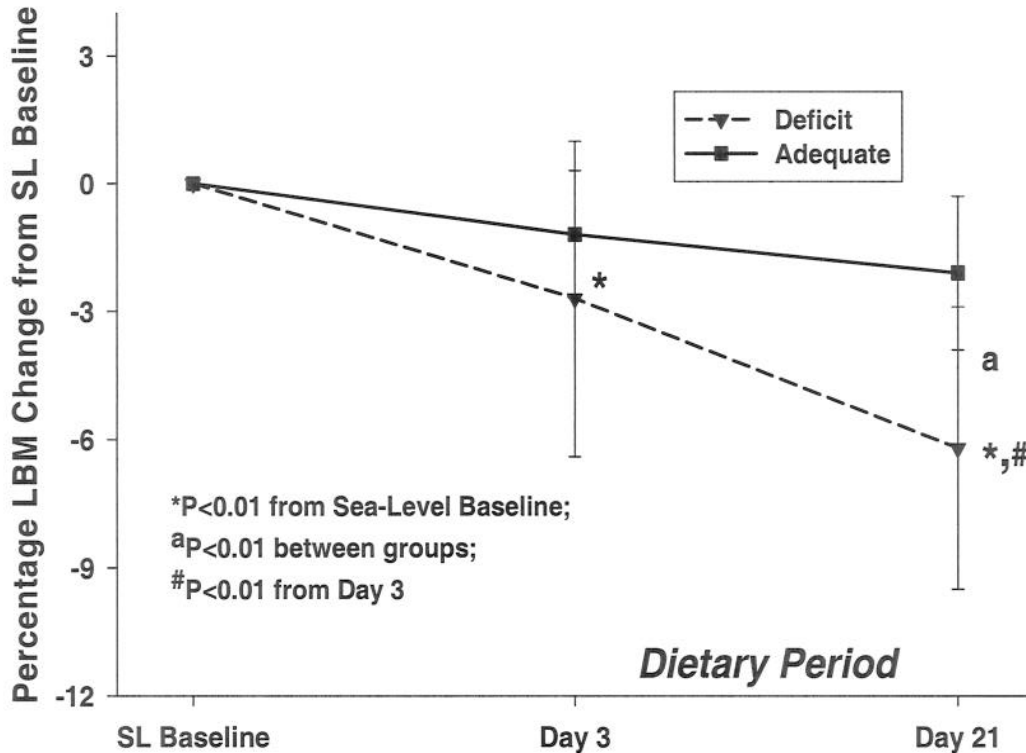 Percentage LBM Change from SL Baseline
3
0
-3
-6
-9
-12
Deficit
Adequate
*
a
*,#
*P<0.01 from Sea-Level Baseline;
aP<0.01 between groups;
#P<0.01 from Day 3
Dietary Period
SL Baseline
Day 3
Day 21